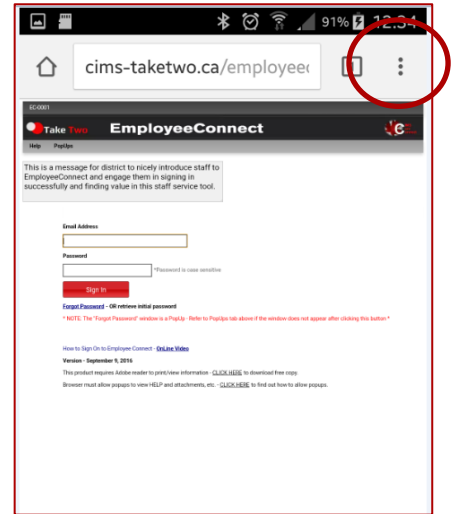 91% 12:34
cims-taketwo.ca/employeec
EC-0001
Take Two EmployeeConnect
Help PopUps
This is a message for district to nicely introduce staff to
EmployeeConnect and engage them in signing in
successfully and finding value in this staff service tool.
Email Address
Password
*Password is case sensitive
Sign In
Forgot Password - OR retrieve initial password
* NOTE: The "Forgot Password" window is a PopUp - Refer to PopUps tab above if the window does not appear after clicking this button *
How to Sign On to Employee Connect - OnLine Video
Version - September 9, 2016
This product requires Adobe reader to print/view information - CLICK HERE to download free copy.
Browser must allow popups to view HELP and attachments, etc. - CLICK HERE to find out how to allow popups.